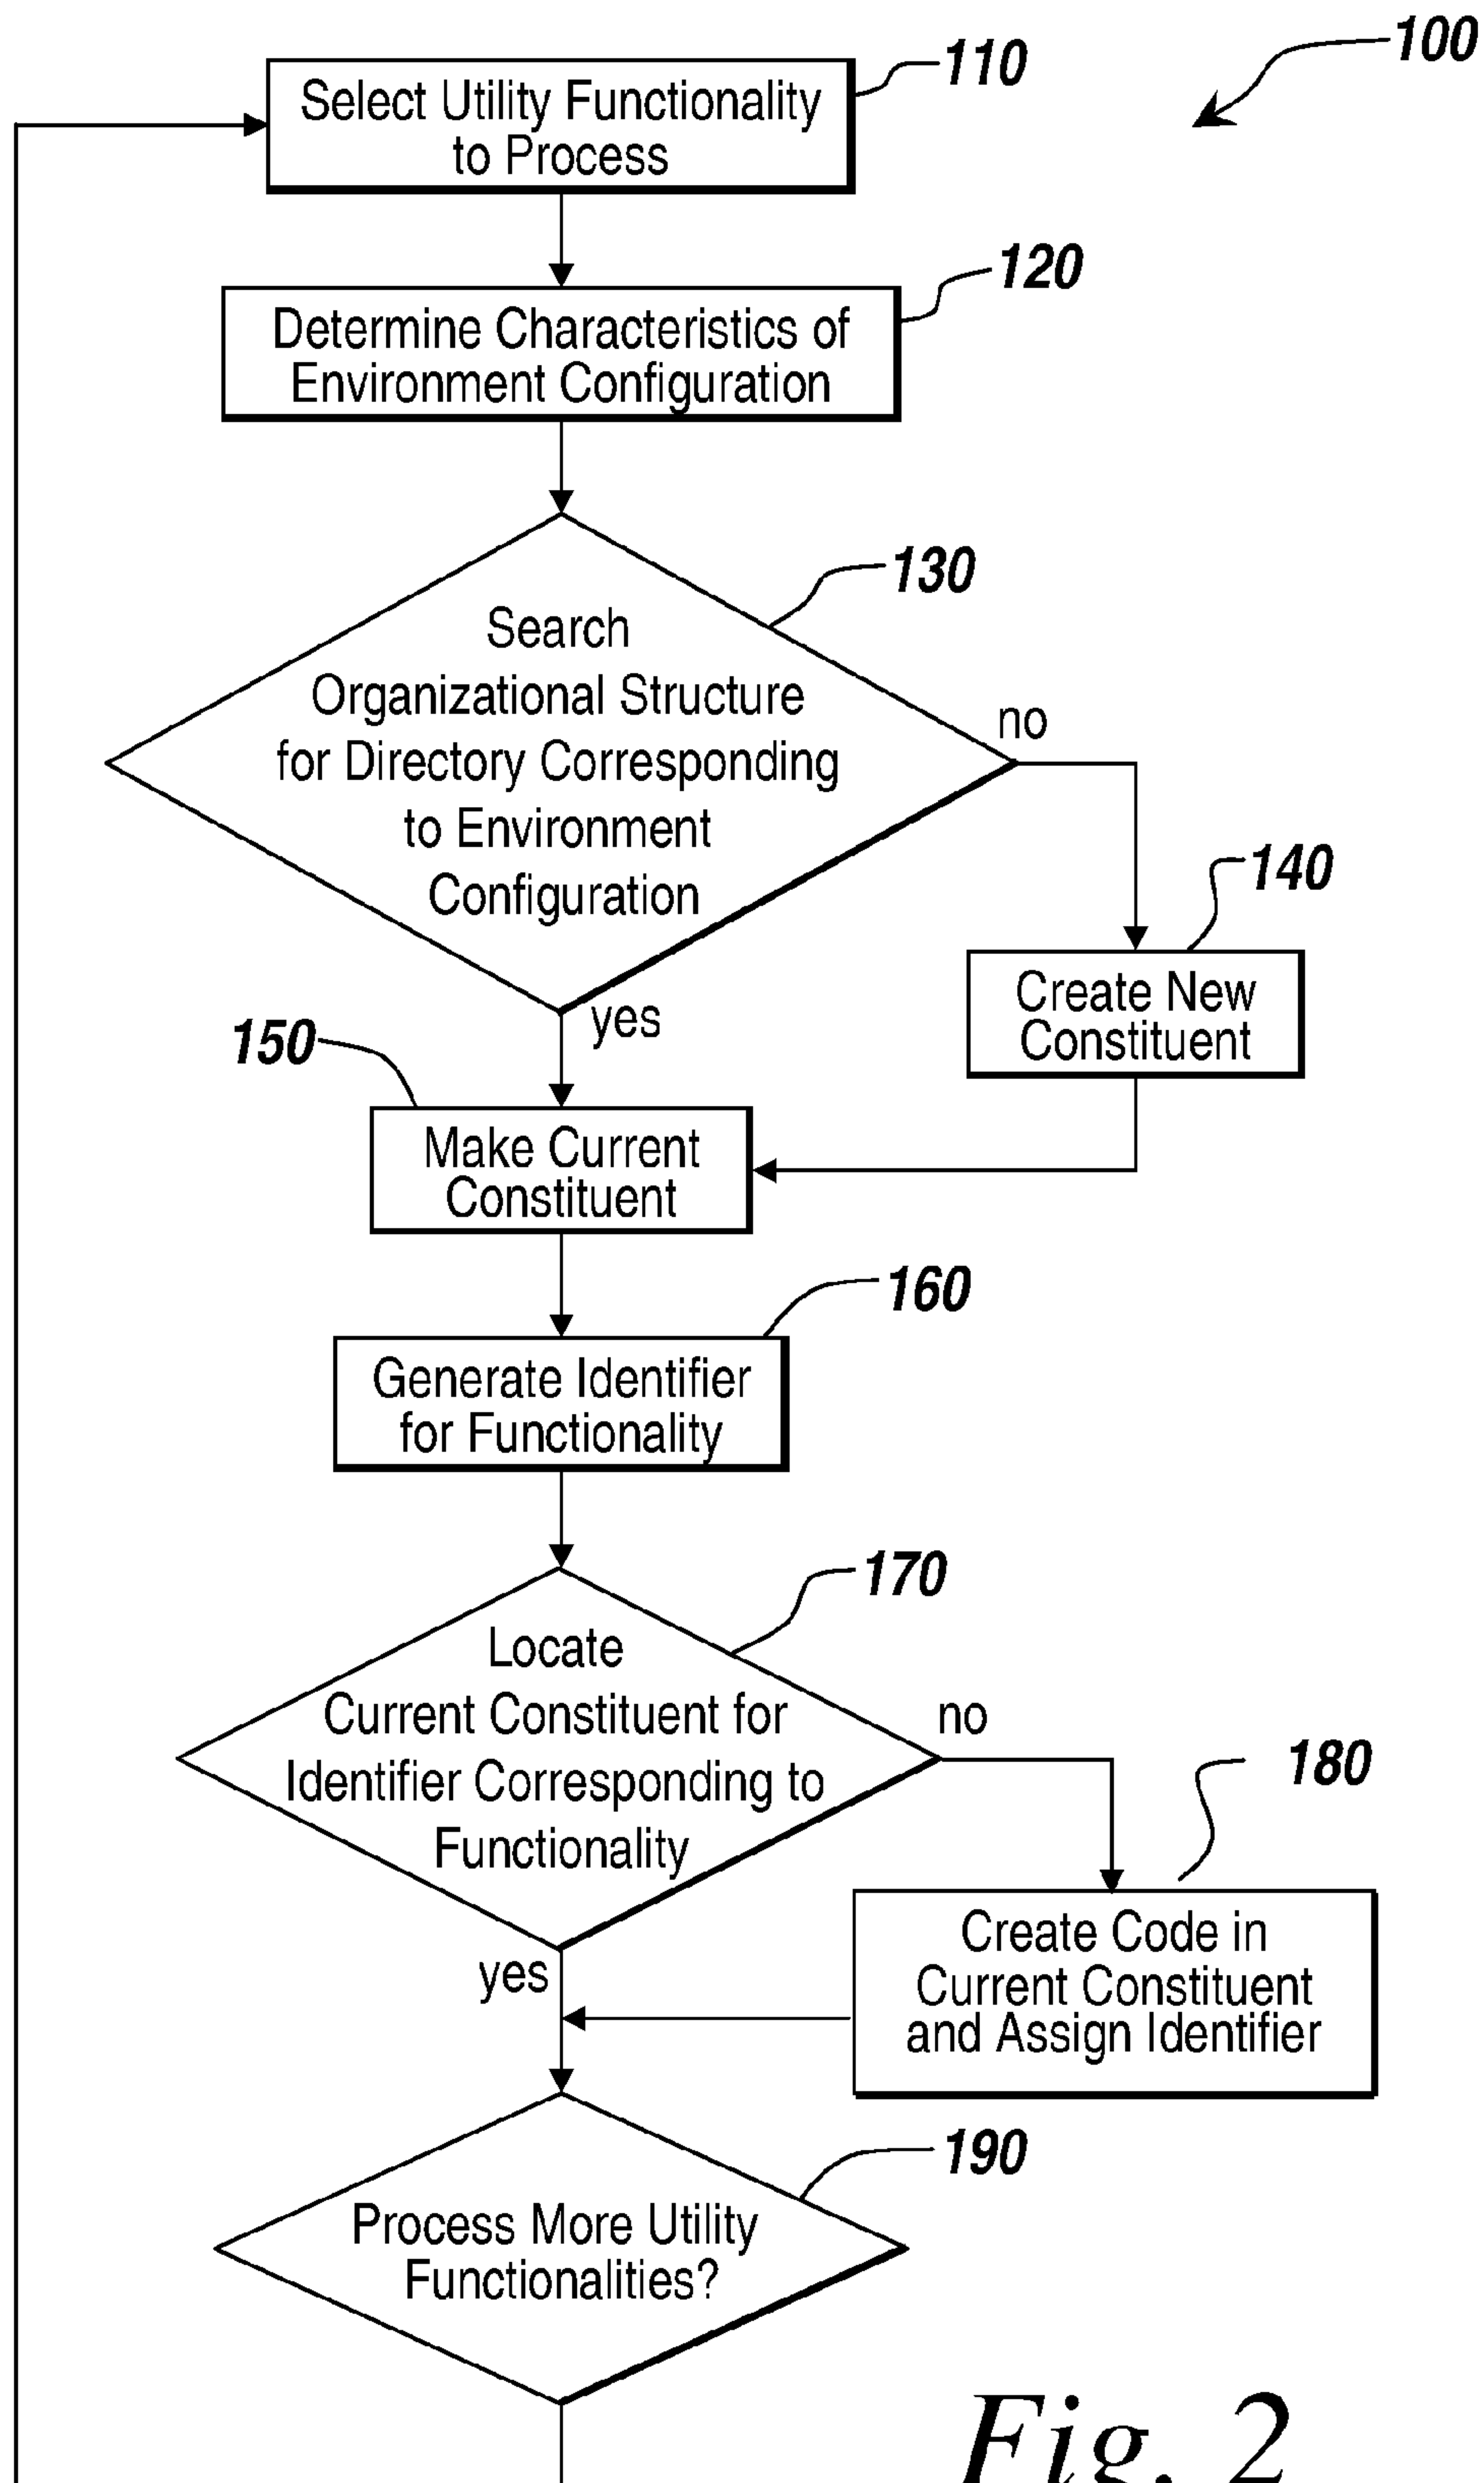 100
110
Select Utility Functionality
to Process
120
Determine Characteristics of
Environment Configuration
130
Search
Organizational Structure
for Directory Corresponding
to Environment
Configuration
no
140
Create New
Constituent
yes
150
Make Current
Constituent
160
Generate Identifier
for Functionality
170
Locate
Current Constituent for
Identifier Corresponding to
Functionality
no
180
Create Code in
Current Constituent
and Assign Identifier
yes
190
Process More Utility
Functionalities?
Fig. 2